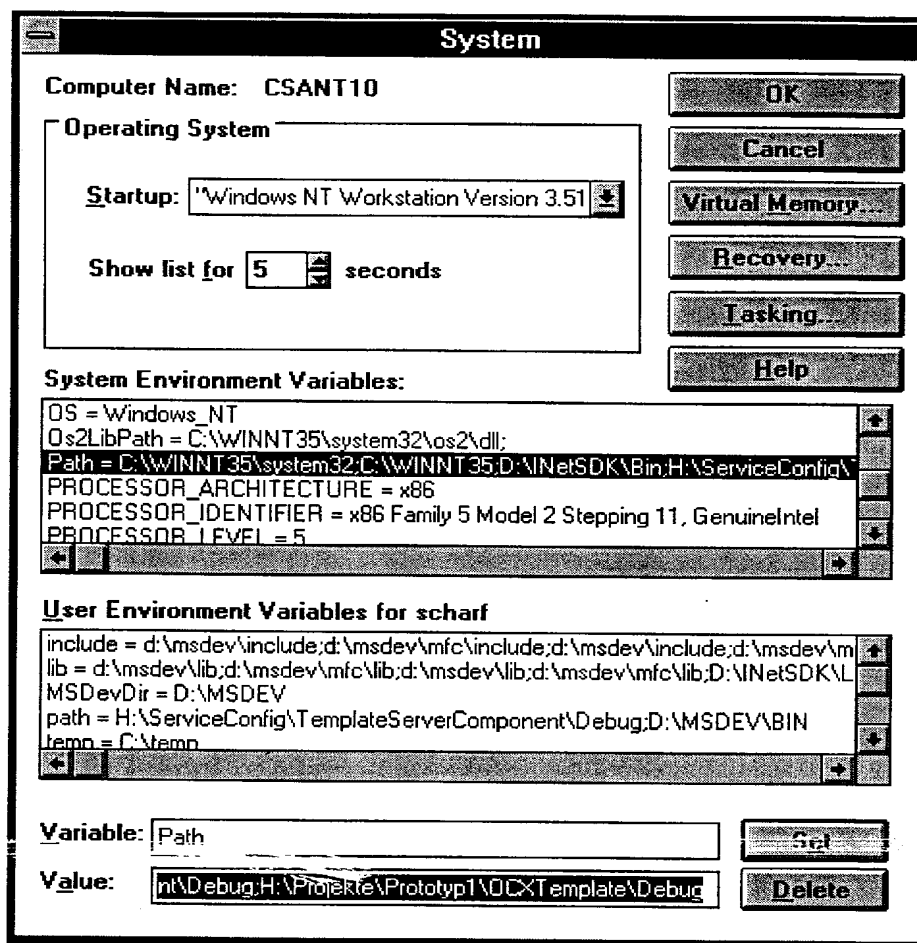 System
Computer Name: CSANT10
OK
Operating System
Cancel
Startup: "Windows NT Workstation Version 3.51
Virtual Memory...
Show list for 5 seconds
Recovery...
Tasking...
Help
System Environment Variables:
OS = Windows_NT
Os2LibPath = C:\WINNT35\system32\os2\dll;
Path = C:\WINNT35\system32;C:\WINNT35;D:\INetSDK\Bin;H:\ServiceConfig\T
PROCESSOR_ARCHITECTURE = x86
PROCESSOR_IDENTIFIER = x86 Family 5 Model 2 Stepping 11, GenuineIntel
PROCESSOR_LEVEL = 5
User Environment Variables for scharf
include = d:\msdev\include;d:\msdev\mfc\include;d:\msdev\include;d:\msdev\m
lib = d:\msdev\lib;d:\msdev\mfc\lib;d:\msdev\lib;d:\msdev\mfc\lib;D:\INetSDK\L
MSDevDir = D:\MSDEV
path = H:\ServiceConfig\TemplateServerComponent\Debug;D:\MSDEV\BIN
temp = C:\temp
Variable: Path
Set
Value: nt\Debug;H:\Projekte\Prototyp1\OCXTemplate\Debug
Delete